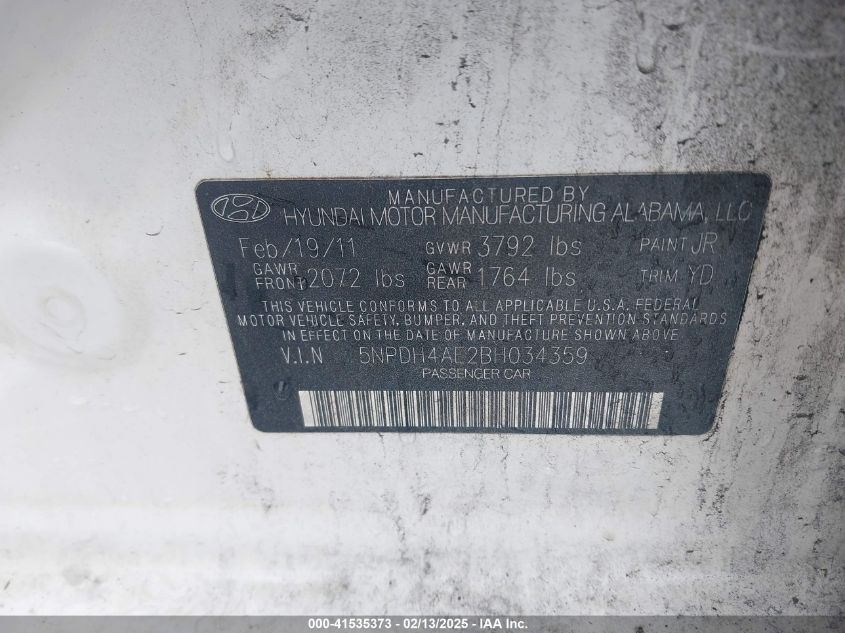 MANUFACTURED BY
HYUNDAI MOTOR MANUFACTURING ALABAMA, LLC
Feb/19/11 GVWR 3792 lbs PAINT JR
GAWR FRONT 2072 lbs GAWR REAR 1764 lbs TRIM YD
THIS VEHICLE CONFORMS TO ALL APPLICABLE U.S.A. FEDERAL
MOTOR VEHICLE SAFETY, BUMPER, AND THEFT PREVENTION STANDARDS
IN EFFECT ON THE DATE OF MANUFACTURE SHOWN ABOVE.
V.I.N 5NPDH4AE2BH034359
PASSENGER CAR
000-41535373 - 02/13/2025 - IAA Inc.